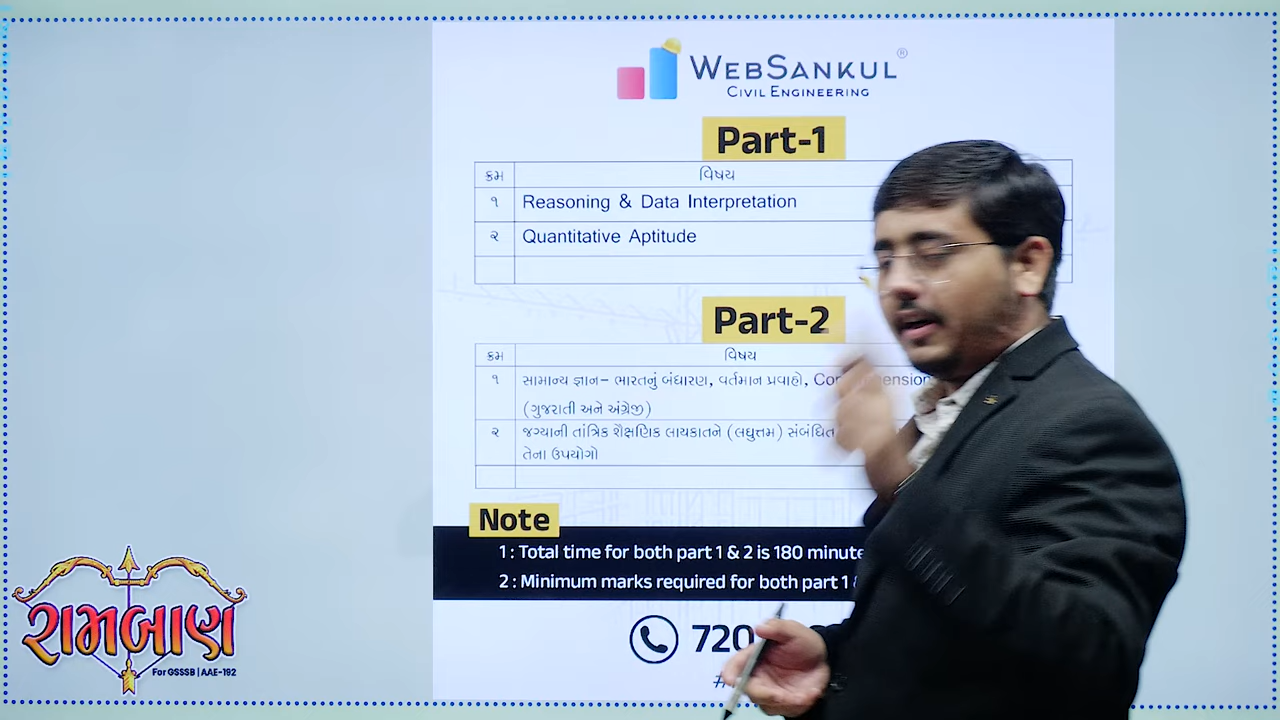 WEBSANKUL®
CIVIL ENGINEERING
Part-1
ક્રમ વિષય
૧ Reasoning & Data Interpretation
૨ Quantitative Aptitude
Part-2
ક્રમ વિષય
૧ સામાન્ય જ્ઞાન– ભારતનું બંધારણ, વર્તમાન પ્રવાહો,
(ગુજરાતી અને અંગ્રેજી)
૨ જગ્યાની તાંત્રિક શૈક્ષણિક લાયકાતને (લઘુત્તમ) સંબંધિત
તેના ઉપયોગો
Note
1 : Total time for both part 1 & 2 is 180
2 : Minimum marks required for both part 1
720
રામબાણ
For GSSSB | AAE-192